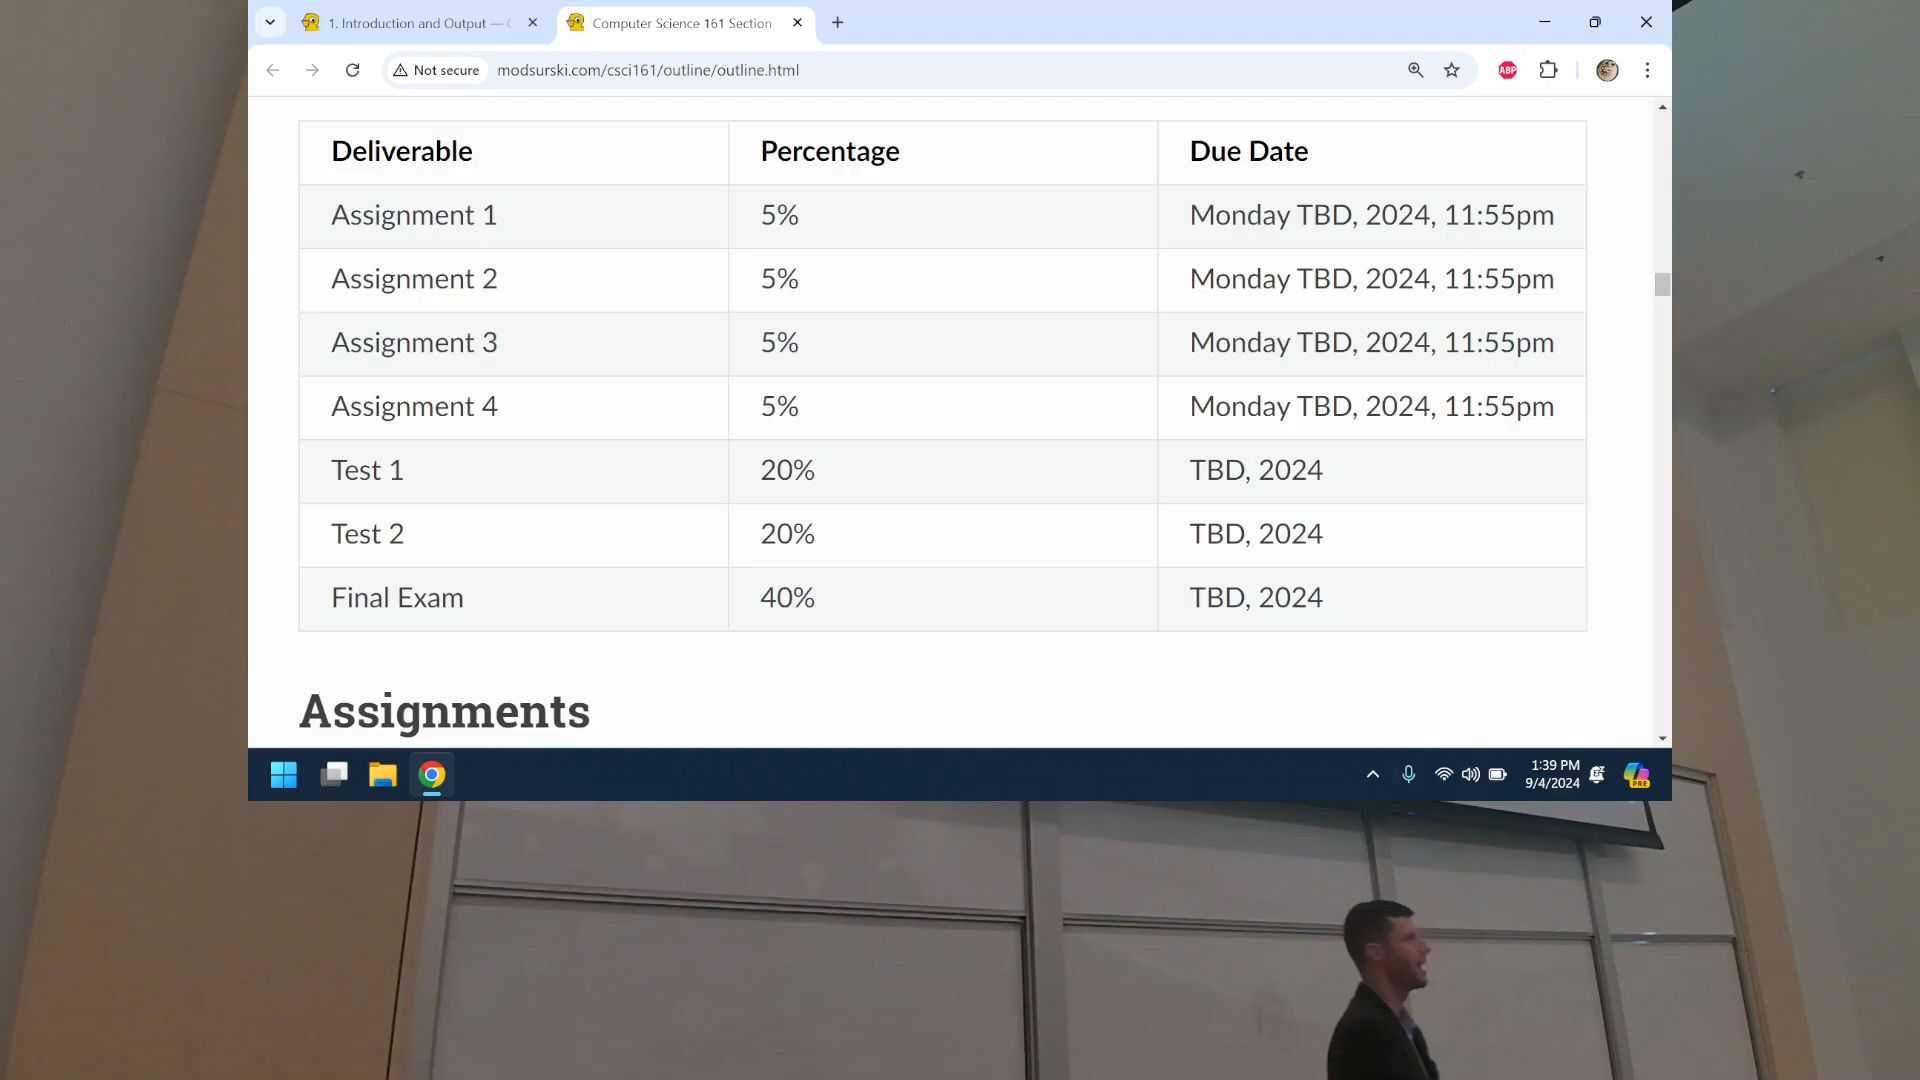 1. Introduction and Output —
Computer Science 161 Section
Not secure
modsurski.com/csci161/outline/outline.html
ABP
Deliverable Percentage Due Date
Assignment 1 5% Monday TBD, 2024, 11:55pm
Assignment 2 5% Monday TBD, 2024, 11:55pm
Assignment 3 5% Monday TBD, 2024, 11:55pm
Assignment 4 5% Monday TBD, 2024, 11:55pm
Test 1 20% TBD, 2024
Test 2 20% TBD, 2024
Final Exam 40% TBD, 2024
Assignments
1:39 PM
9/4/2024
PRE